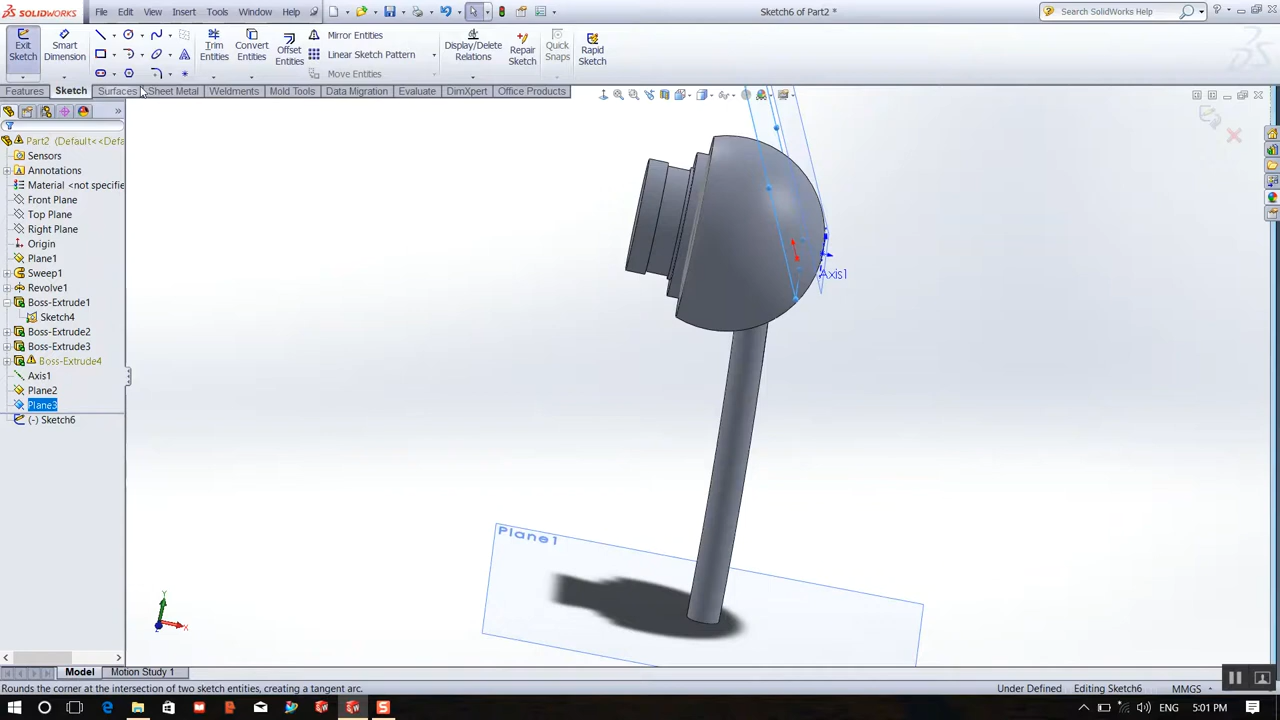 SOLIDWORKS File Edit View Insert Tools Window Help Sketch6 of Part2 * Search SolidWorks Help
Exit Sketch Smart Dimension Trim Entities Convert Entities Offset Entities Mirror Entities Linear Sketch Pattern Move Entities Display/Delete Relations Repair Sketch Quick Snaps Rapid Sketch
Features Sketch Surfaces Sheet Metal Weldments Mold Tools Data Migration Evaluate DimXpert Office Products
Part2 (Default<<Defa
Sensors
Annotations
Material <not specifie
Front Plane
Top Plane
Right Plane
Origin
Plane1
Sweep1
Revolve1
Boss-Extrude1
Sketch4
Boss-Extrude2
Boss-Extrude3
Boss-Extrude4
Axis1
Plane2
Plane3
(-) Sketch6
Axis1
Plane1
Y
X
Z
Model Motion Study 1
Rounds the corner at the intersection of two sketch entities, creating a tangent arc. Under Defined Editing Sketch6 MMGS
ENG 5:01 PM